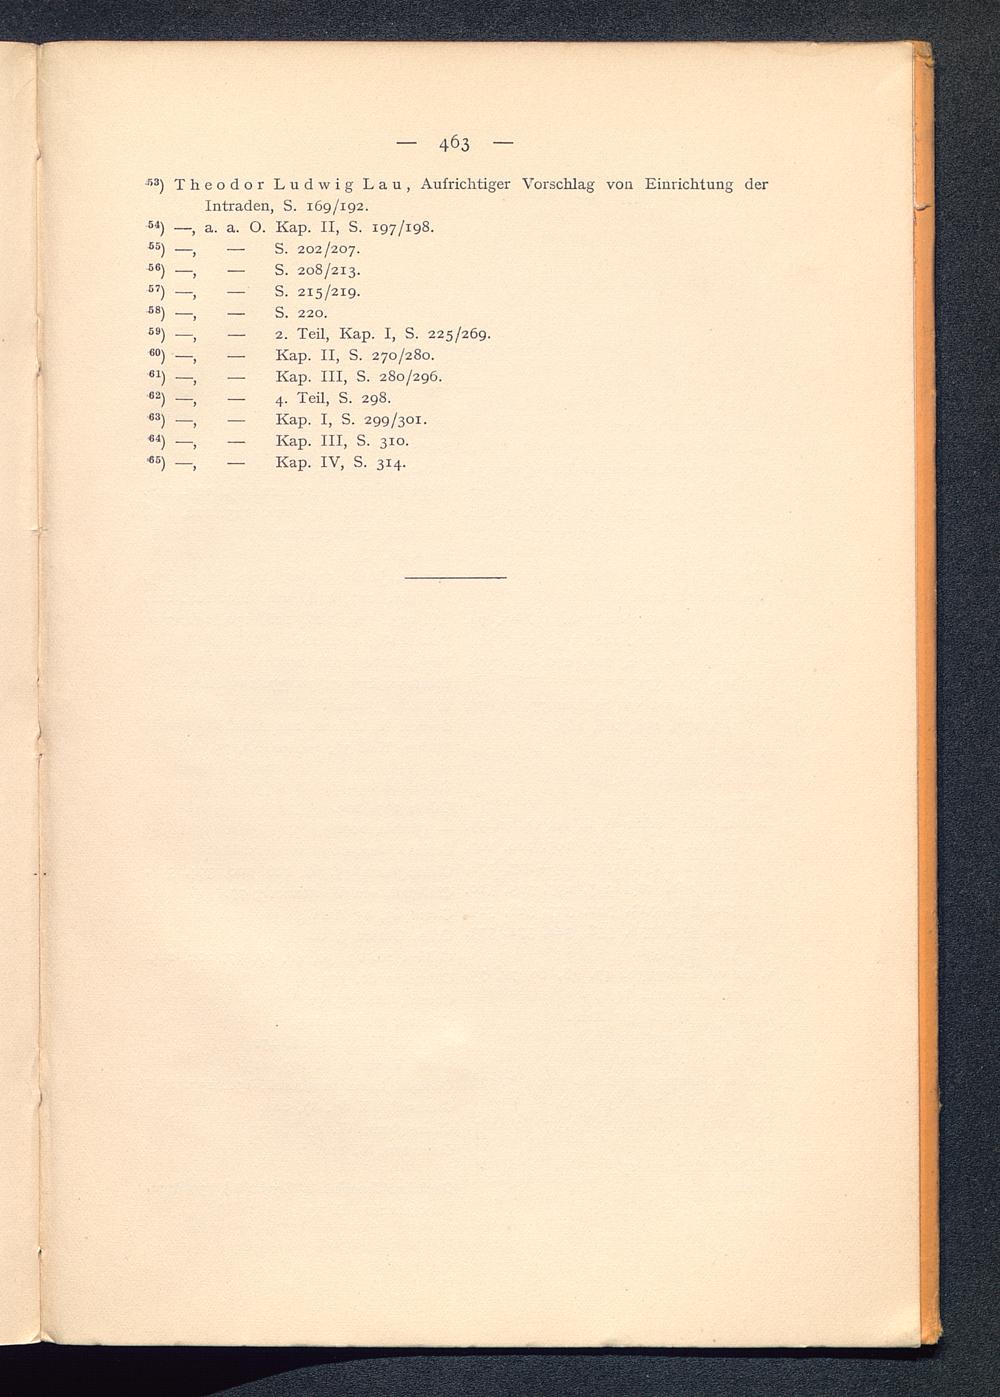 — 463 —
⁵³) Theodor Ludwig Lau, Aufrichtiger Vorschlag von Einrichtung der
Intraden, S. 169/192.
⁵⁴) —, a. a. O. Kap. II, S. 197/198.
⁵⁵) —, — S. 202/207.
⁵⁶) —, — S. 208/213.
⁵⁷) —, — S. 215/219.
⁵⁸) —, — S. 220.
⁵⁹) —, — 2. Teil, Kap. I, S. 225/269.
⁶⁰) —, — Kap. II, S. 270/280.
⁶¹) —, — Kap. III, S. 280/296.
⁶²) —, — 4. Teil, S. 298.
⁶³) —, — Kap. I, S. 299/301.
⁶⁴) —, — Kap. III, S. 310.
⁶⁵) —, — Kap. IV, S. 314.